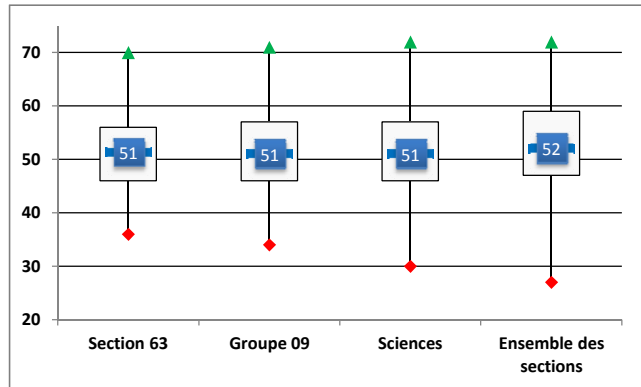 70
60
50
40
30
20
51
51
51
52
Section 63
Groupe 09
Sciences
Ensemble des
sections